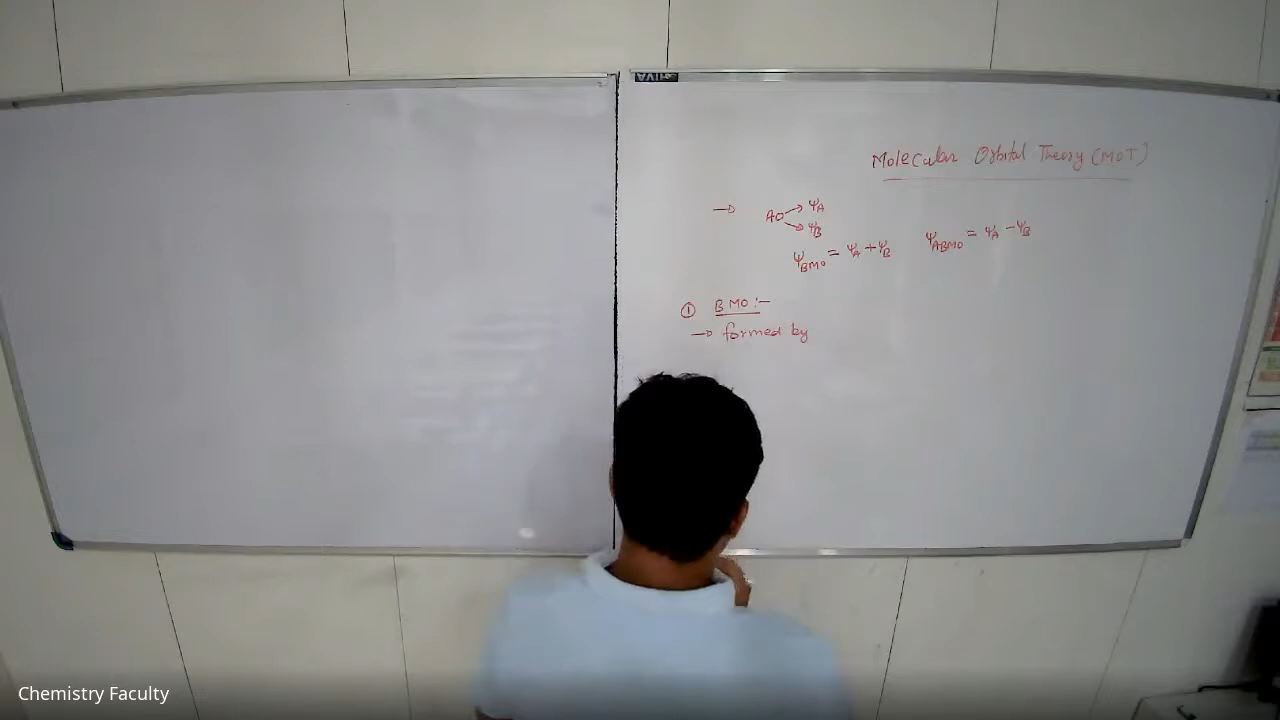 Molecular Orbital Theory (MOT)
→ AO → ψA
→ ψB
ψBMO = ψA + ψB ψABMO = ψA - ψB
① BMO :-
→ formed by
Chemistry Faculty